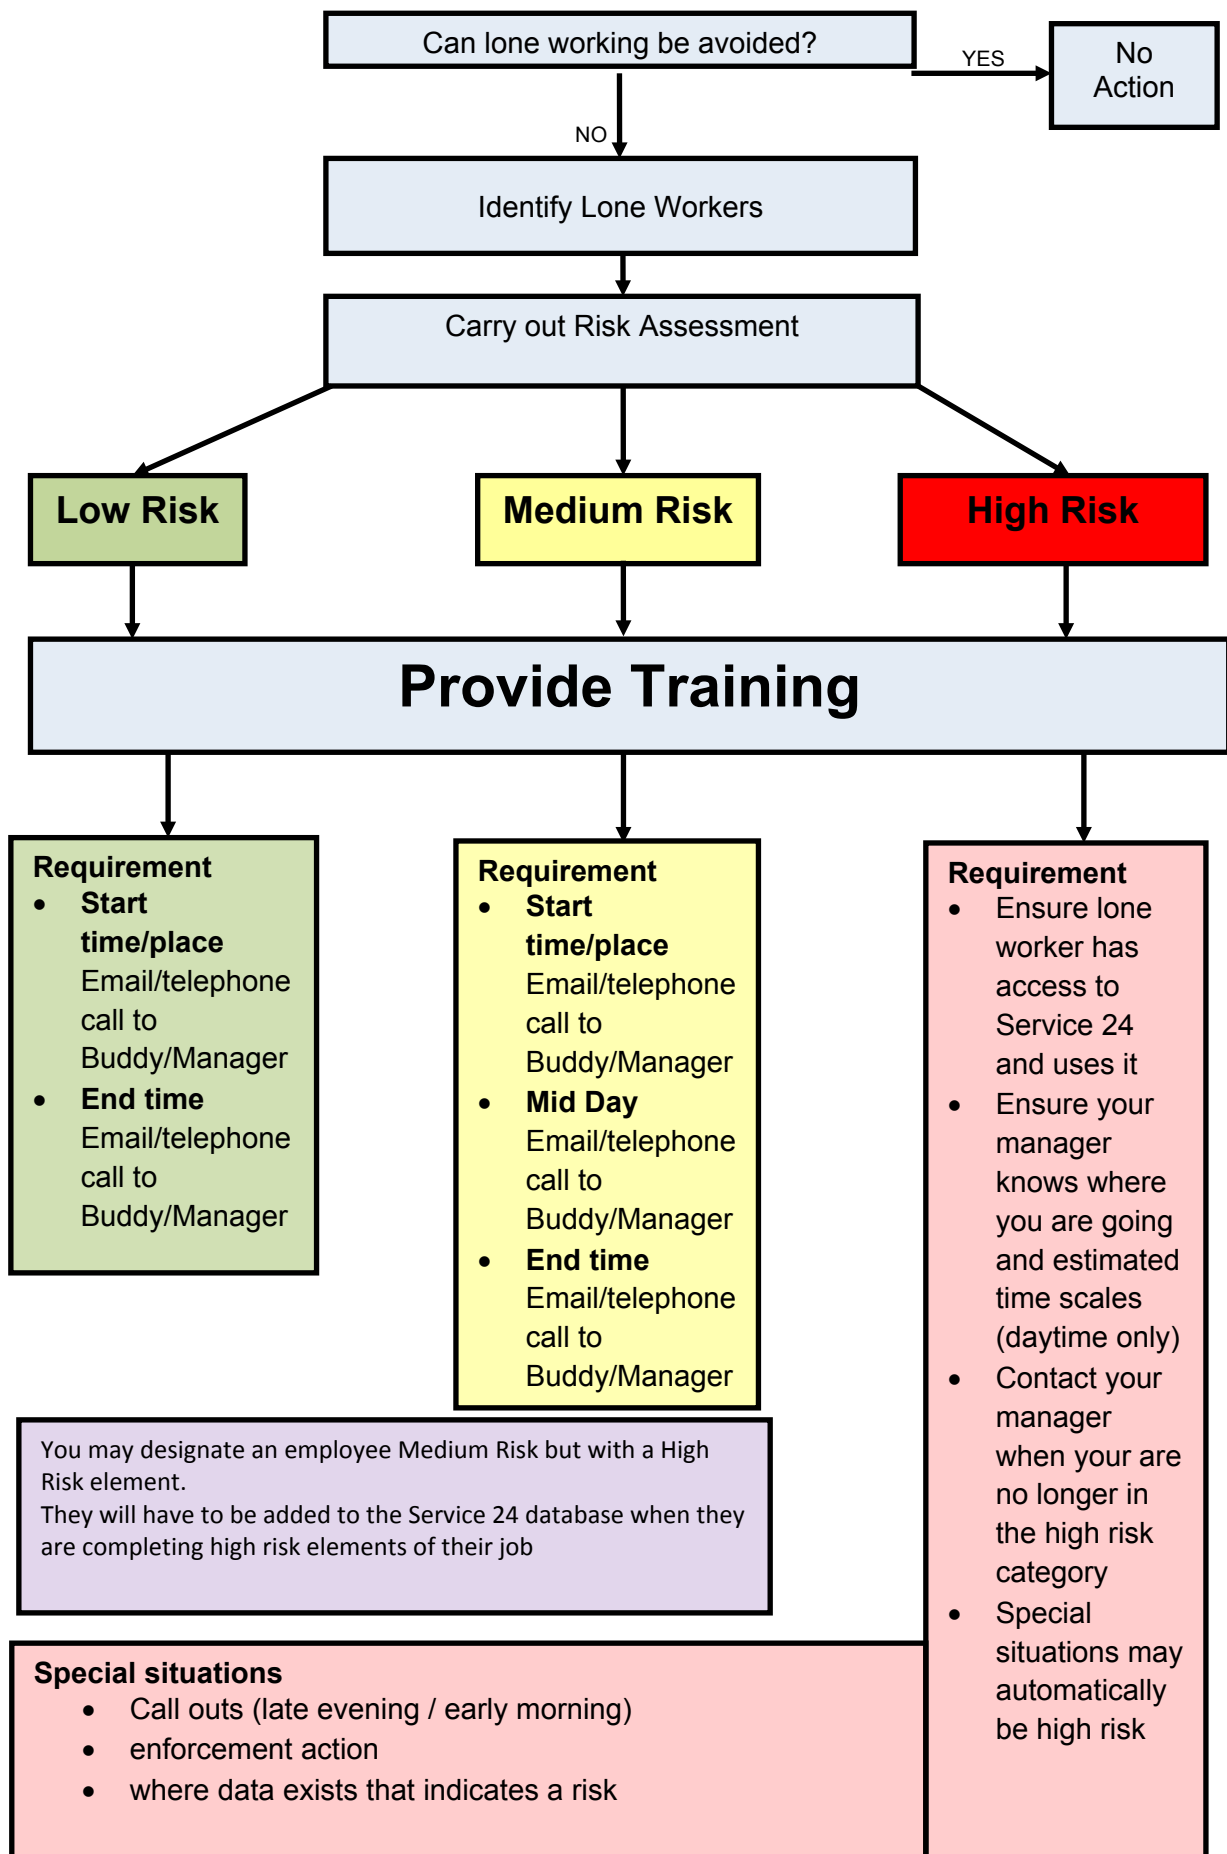 Can lone working be avoided?
YES
No
Action
NO
Identify Lone Workers
Carry out Risk Assessment
Low Risk
Medium Risk
High Risk
Provide Training
Requirement
• Start
time/place
Email/telephone
call to
Buddy/Manager
• End time
Email/telephone
call to
Buddy/Manager
Requirement
• Start
time/place
Email/telephone
call to
Buddy/Manager
• Mid Day
Email/telephone
call to
Buddy/Manager
• End time
Email/telephone
call to
Buddy/Manager
Requirement
• Ensure lone
worker has
access to
Service 24
and uses it
• Ensure your
manager
knows where
you are going
and estimated
time scales
(daytime only)
• Contact your
manager
when your are
no longer in
the high risk
category
• Special
situations may
automatically
be high risk
You may designate an employee Medium Risk but with a High
Risk element.
They will have to be added to the Service 24 database when they
are completing high risk elements of their job
Special situations
• Call outs (late evening / early morning)
• enforcement action
• where data exists that indicates a risk